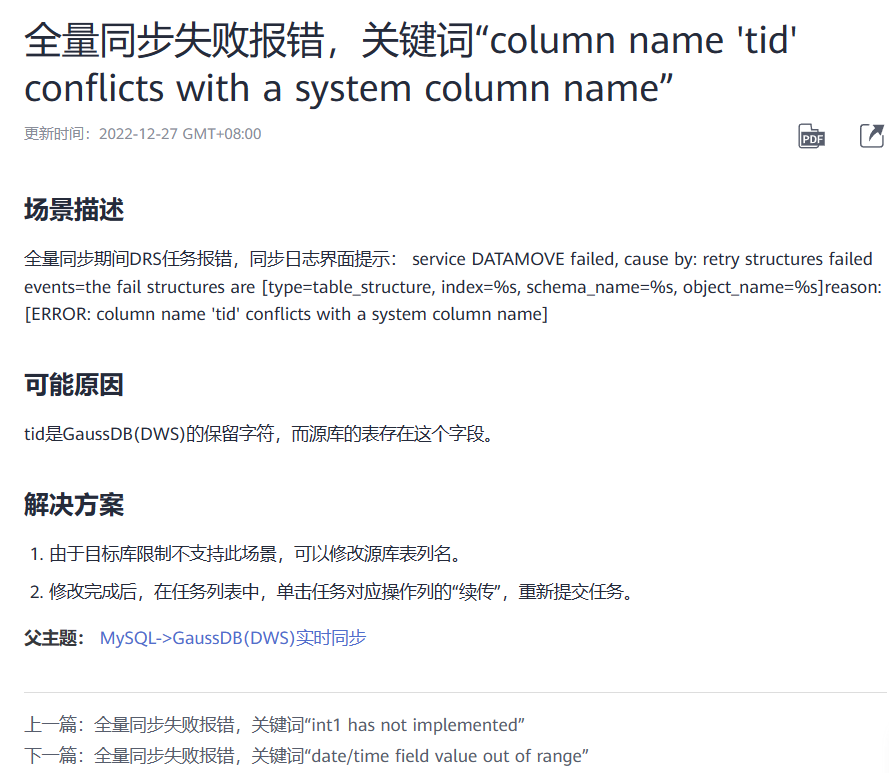 全量同步失败报错，关键词“column name 'tid'
conflicts with a system column name”
更新时间：2022-12-27 GMT+08:00
PDF
场景描述
全量同步期间DRS任务报错，同步日志界面提示： service DATAMOVE failed, cause by: retry structures failed
events=the fail structures are [type=table_structure, index=%s, schema_name=%s, object_name=%s]reason:
[ERROR: column name 'tid' conflicts with a system column name]
可能原因
tid是GaussDB(DWS)的保留字符，而源库的表存在这个字段。
解决方案
1. 由于目标库限制不支持此场景，可以修改源库表列名。
2. 修改完成后，在任务列表中，单击任务对应操作列的“续传”，重新提交任务。
父主题： MySQL->GaussDB(DWS)实时同步
上一篇：全量同步失败报错，关键词“int1 has not implemented”
下一篇：全量同步失败报错，关键词“date/time field value out of range”